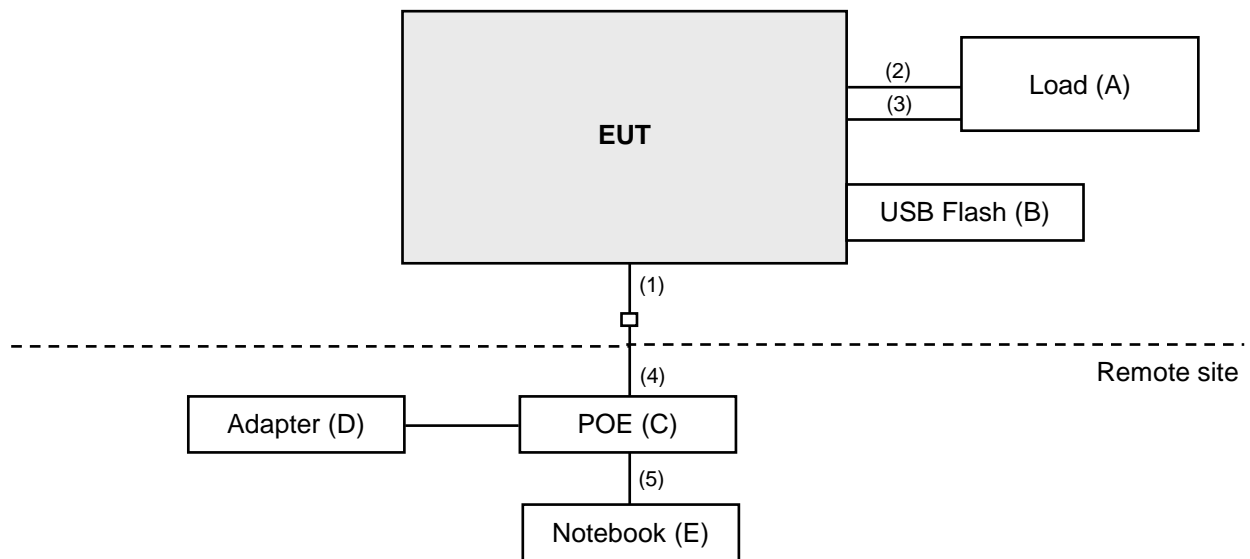 (2)
Load (A)
(3)
EUT
USB Flash (B)
(1)
Remote site
(4)
Adapter (D)
POE (C)
(5)
Notebook (E)